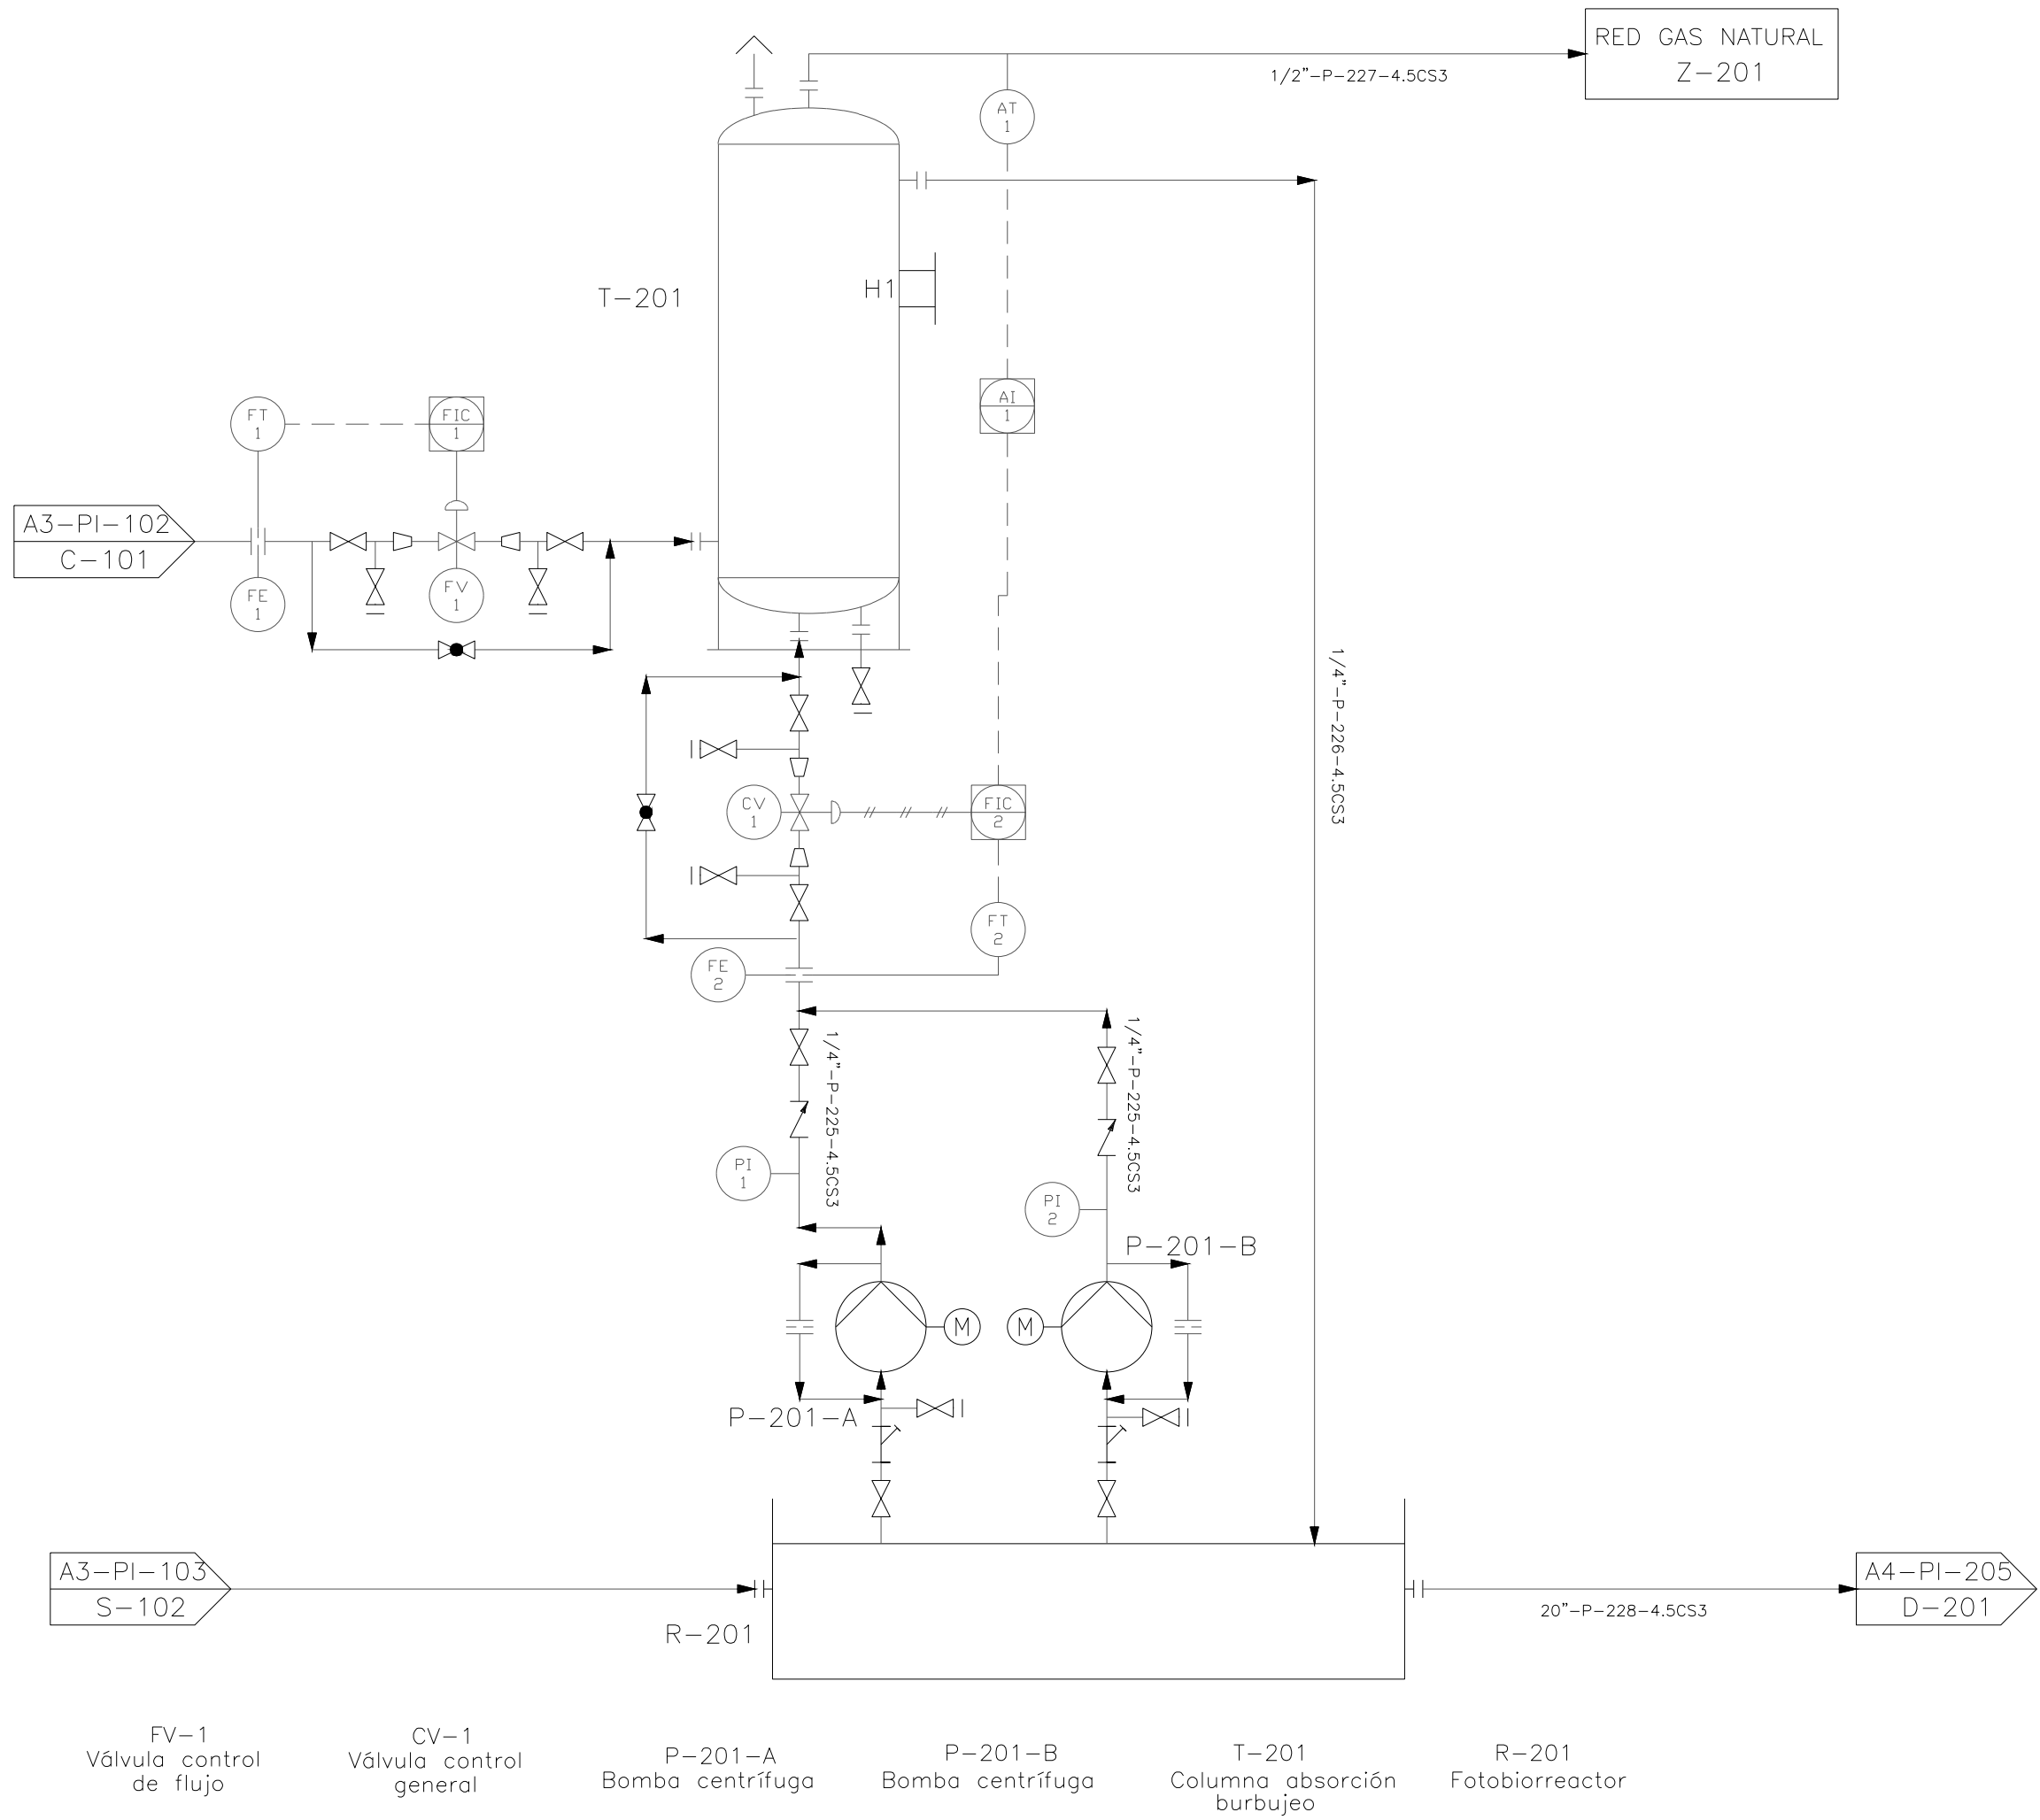 RED GAS NATURAL
Z-201
1/2"-P-227-4.5CS3
AT
1
H1
T-201
AI
1
FT
1
FIC
1
A3-PI-102
C-101
FE
1
FV
1
1/4"-P-226-4.5CS3
CV
1
FIC
2
FT
2
FE
2
1/4"-P-225-4.5CS3
1/4"-P-225-4.5CS3
PI
1
PI
2
P-201-B
M
M
P-201-A
A3-PI-103
S-102
R-201
20"-P-228-4.5CS3
A4-PI-205
D-201
FV-1
Válvula control
de flujo
CV-1
Válvula control
general
P-201-A
Bomba centrífuga
P-201-B
Bomba centrífuga
T-201
Columna absorción
burbujeo
R-201
Fotobiorreactor